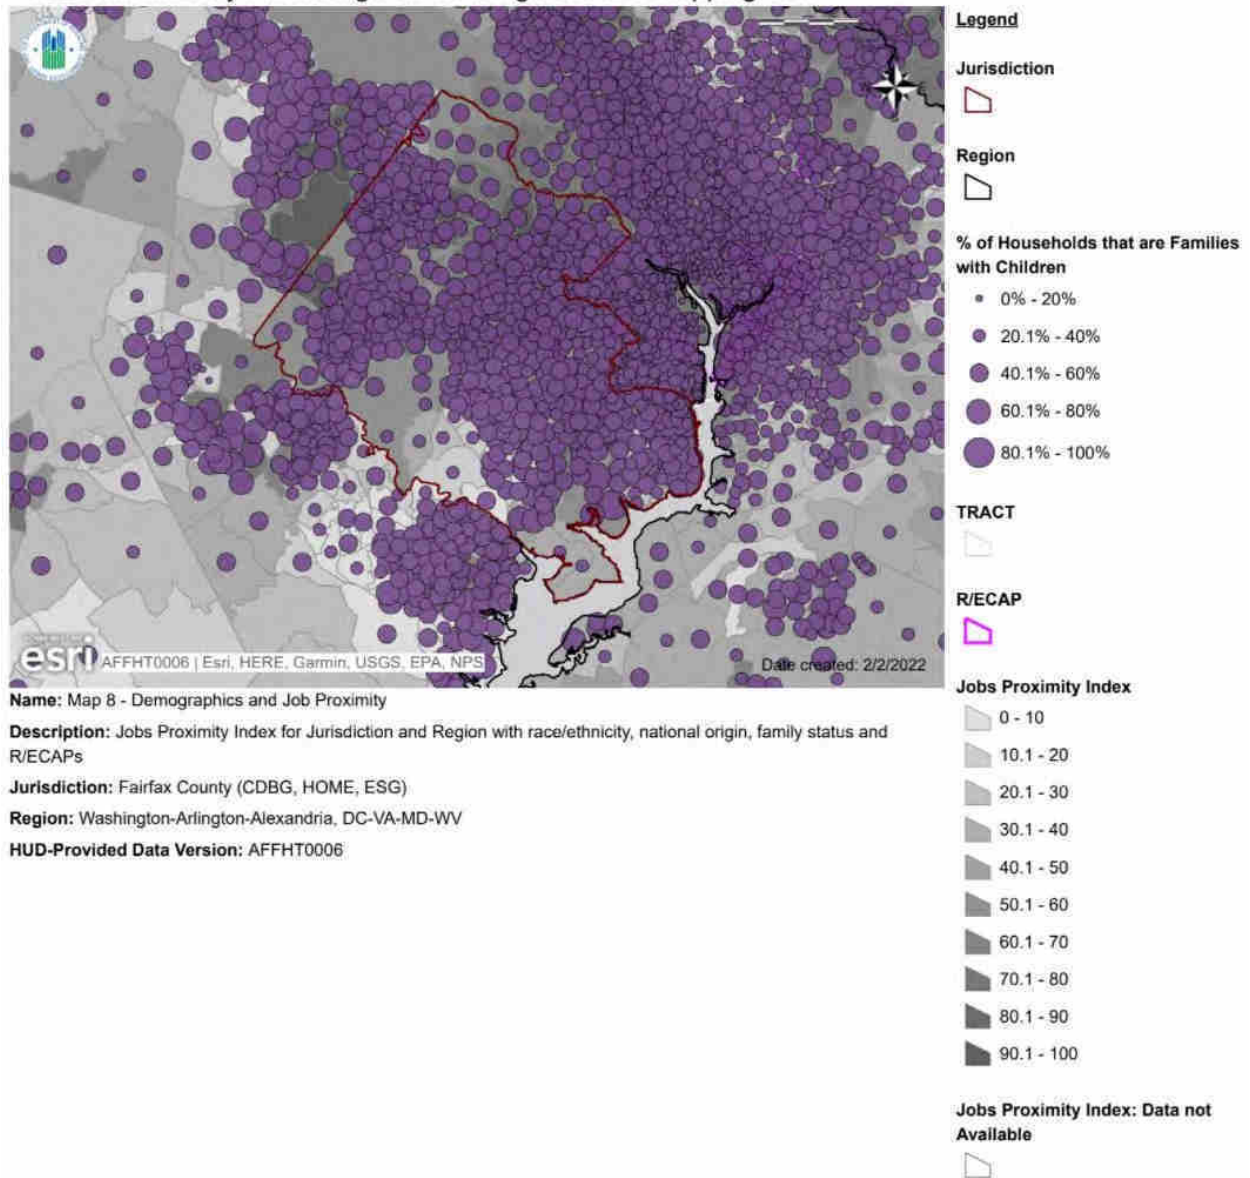 Legend
Jurisdiction
Region
% of Households that are Families
with Children
0% - 20%
20.1% - 40%
40.1% - 60%
60.1% - 80%
80.1% - 100%
TRACT
R/ECAP
Jobs Proximity Index
0 - 10
10.1 - 20
20.1 - 30
30.1 - 40
40.1 - 50
50.1 - 60
60.1 - 70
70.1 - 80
80.1 - 90
90.1 - 100
Jobs Proximity Index: Data not
Available
esri AFFHT0006 | Esri, HERE, Garmin, USGS, EPA, NPS
Date created: 2/2/2022
Name: Map 8 - Demographics and Job Proximity
Description: Jobs Proximity Index for Jurisdiction and Region with race/ethnicity, national origin, family status and
R/ECAPs
Jurisdiction: Fairfax County (CDBG, HOME, ESG)
Region: Washington-Arlington-Alexandria, DC-VA-MD-WV
HUD-Provided Data Version: AFFHT0006